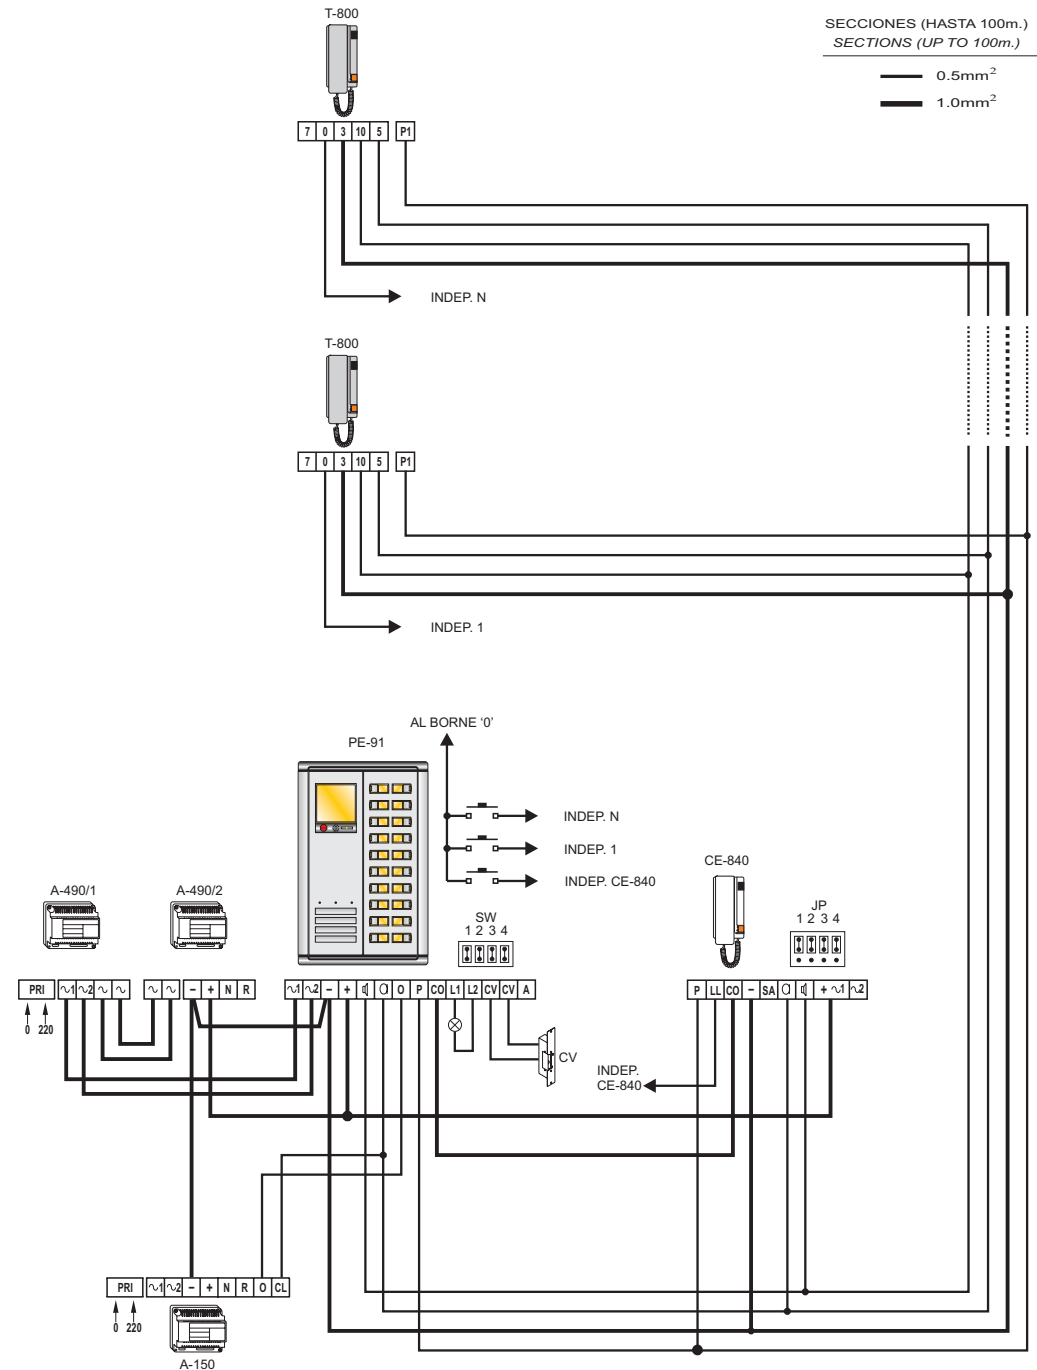 T-800
SECCIONES (HASTA 100m.)
SECTIONS (UP TO 100m.)
0.5mm²
1.0mm²
7 0 3 10 5 P1
INDEP. N
T-800
7 0 3 10 5 P1
INDEP. 1
AL BORNE ‘0’
PE-91
INDEP. N
INDEP. 1
INDEP. CE-840
CE-840
A-490/1
A-490/2
SW
1 2 3 4
JP
1 2 3 4
PRI ∿1 ∿2 ∿ ∿
∿ ∿ − + N R
∿1 ∿2 − + O P CO L1 L2 CV CV A
P LL CO − SA + ∿1 ∿2
0 220
CV
INDEP.
CE-840
PRI ∿1 ∿2 − + N R O CL
0 220
A-150